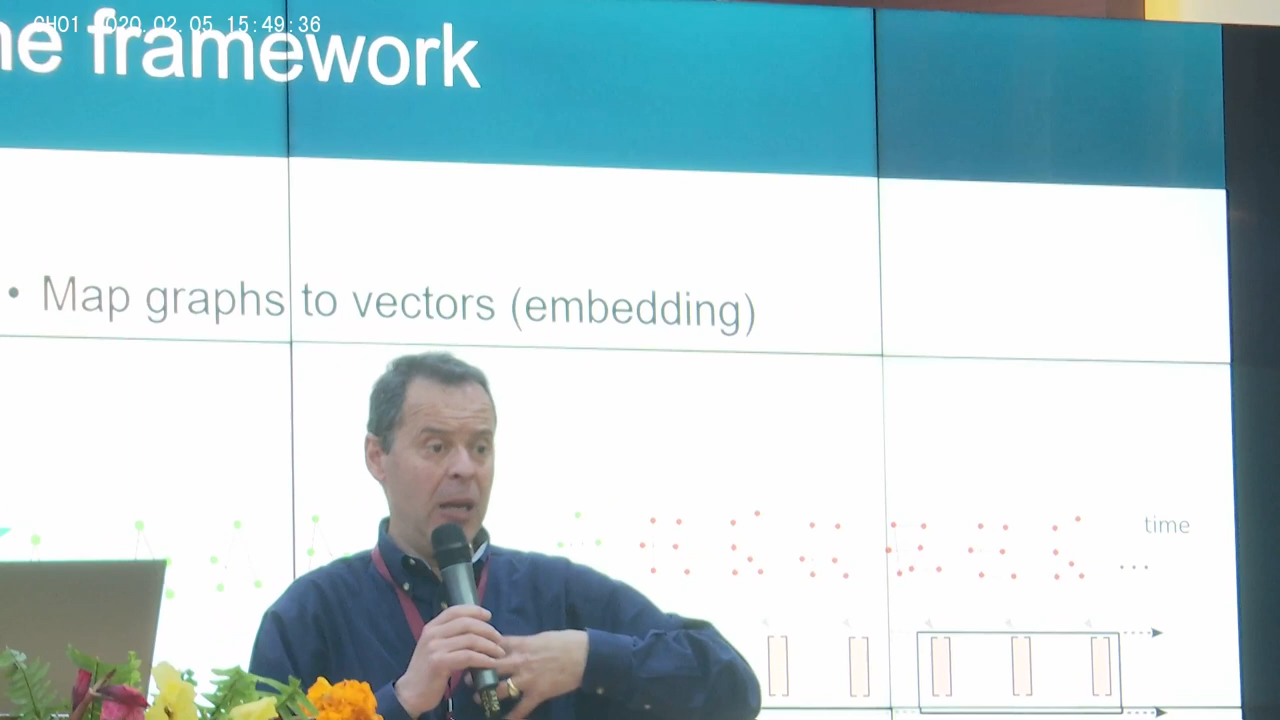 CH01 2020.02.05 15:49:36
ne framework
• Map graphs to vectors (embedding)
time
...